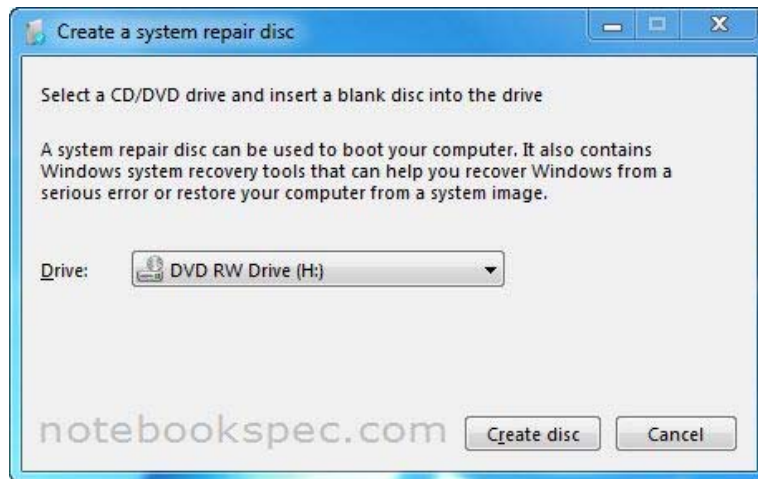 Create a system repair disc
Select a CD/DVD drive and insert a blank disc into the drive
A system repair disc can be used to boot your computer. It also contains
Windows system recovery tools that can help you recover Windows from a
serious error or restore your computer from a system image.
Drive: DVD RW Drive (H:)
notebookspec.com
Create disc Cancel